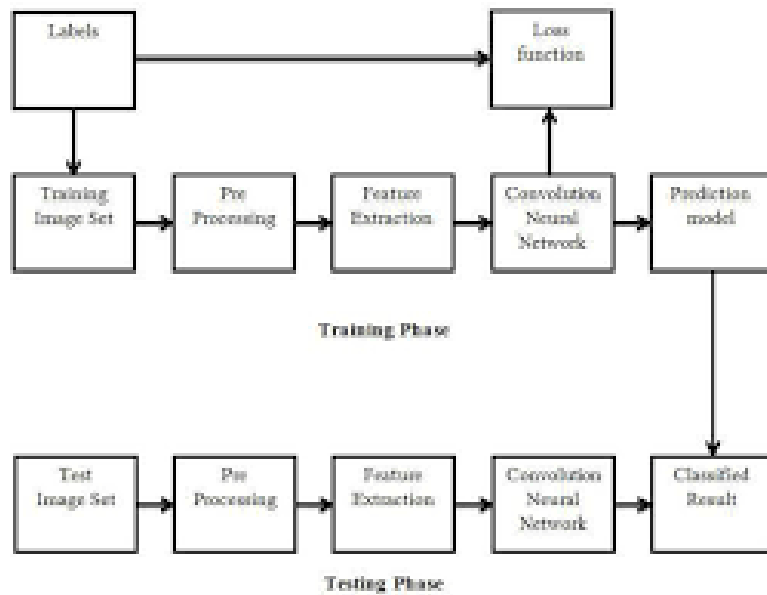 Labels
Loss
function
Training
Image Set
Pre
Processing
Feature
Extraction
Convolution
Neural
Network
Prediction
model
Training Phase
Test
Image Set
Pre
Processing
Feature
Extraction
Convolution
Neural
Network
Classified
Result
Testing Phase